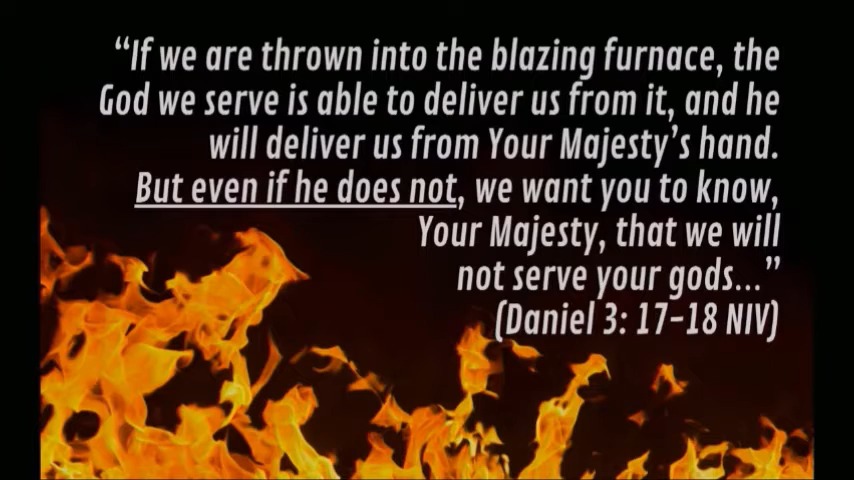 “If we are thrown into the blazing furnace, the
God we serve is able to deliver us from it, and he
will deliver us from Your Majesty’s hand.
But even if he does not, we want you to know,
Your Majesty, that we will
not serve your gods...”
(Daniel 3: 17-18 NIV)